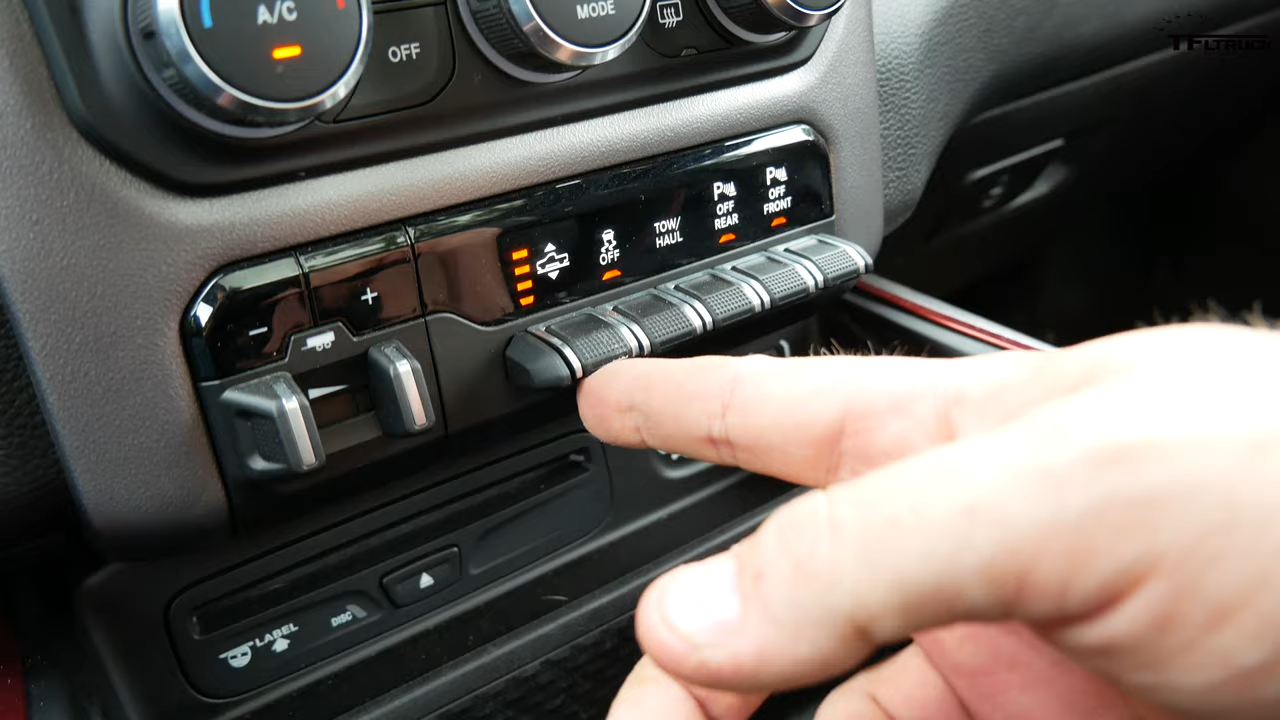 A/C
OFF
MODE
TFLTRUCK
OFF
TOW/
HAUL
P
OFF
REAR
P
OFF
FRONT
-
+
LABEL
DISC